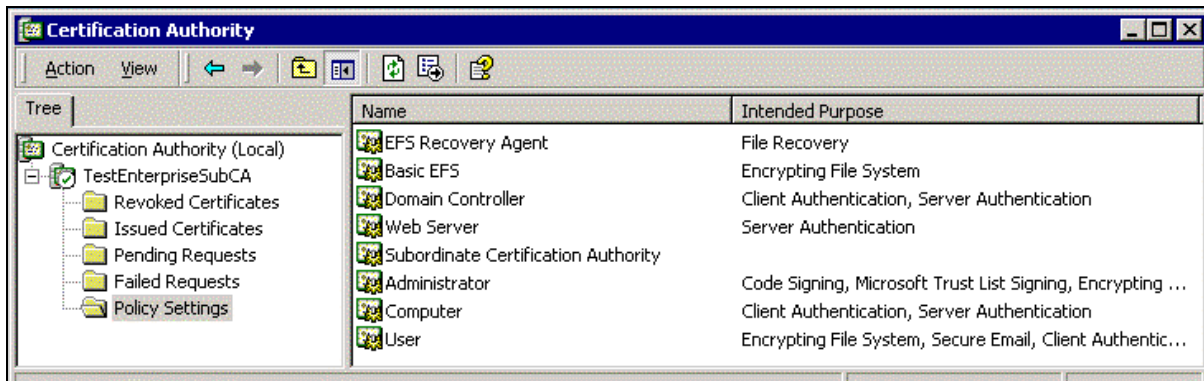 Certification Authority
Action View
Tree
Name Intended Purpose
Certification Authority (Local)
TestEnterpriseSubCA
Revoked Certificates
Issued Certificates
Pending Requests
Failed Requests
Policy Settings
EFS Recovery Agent File Recovery
Basic EFS Encrypting File System
Domain Controller Client Authentication, Server Authentication
Web Server Server Authentication
Subordinate Certification Authority
Administrator Code Signing, Microsoft Trust List Signing, Encrypting ...
Computer Client Authentication, Server Authentication
User Encrypting File System, Secure Email, Client Authentic...